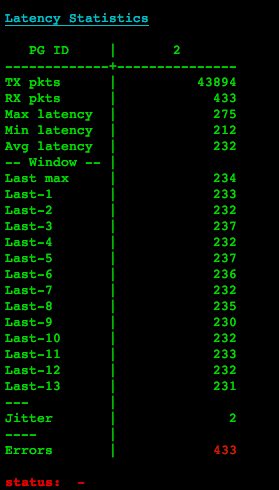 Latency Statistics
PG ID | 2
-------------+---------------
TX pkts | 43894
RX pkts | 433
Max latency | 275
Min latency | 212
Avg latency | 232
-- Window -- |
Last max | 234
Last-1 | 233
Last-2 | 232
Last-3 | 237
Last-4 | 232
Last-5 | 237
Last-6 | 236
Last-7 | 232
Last-8 | 235
Last-9 | 230
Last-10 | 232
Last-11 | 233
Last-12 | 232
Last-13 | 231
--- |
Jitter | 2
---- |
Errors | 433
status: -